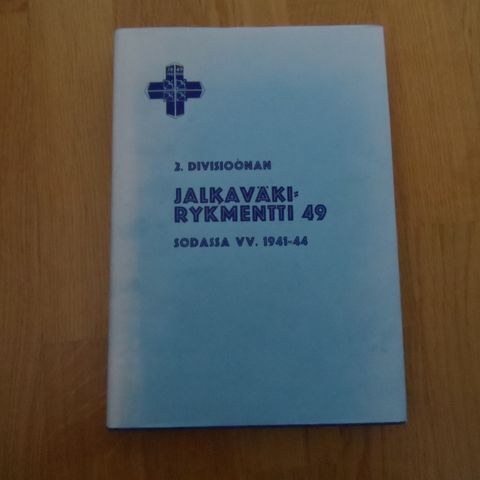 2. DIVISIOONAN
JALKAVÄKI-
RYKMENTTI 49
SODASSA VV. 1941-44